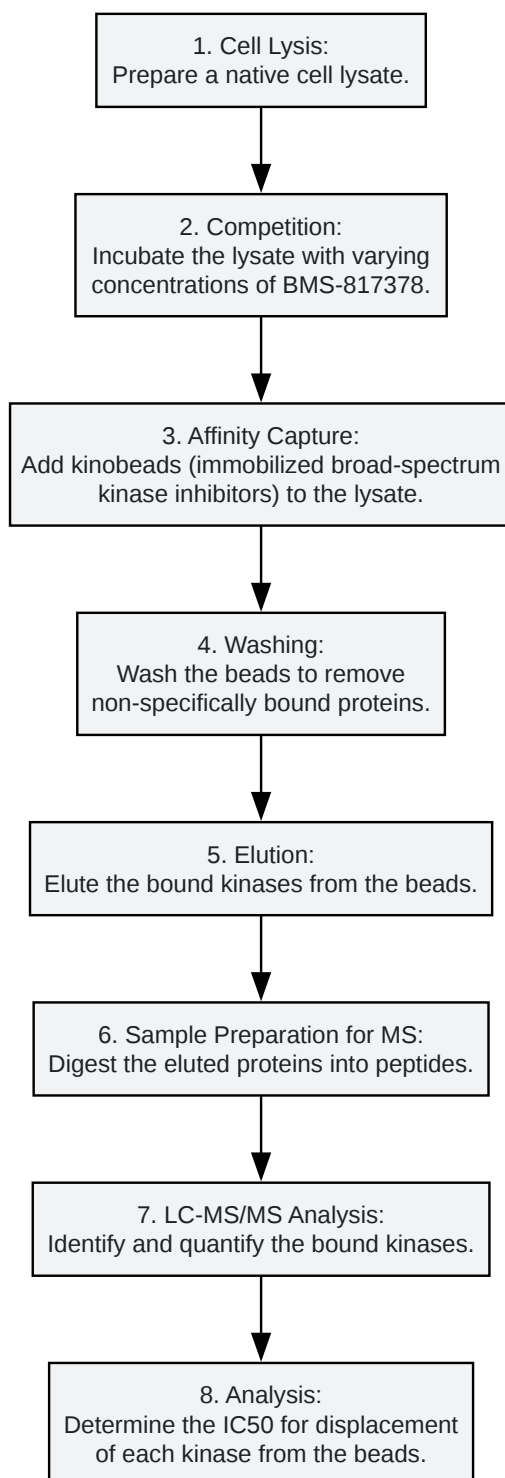 1. Cell Lysis:
Prepare a native cell lysate.
2. Competition:
Incubate the lysate with varying
concentrations of BMS-817378.
3. Affinity Capture:
Add kinobeads (immobilized broad-spectrum
kinase inhibitors) to the lysate.
4. Washing:
Wash the beads to remove
non-specifically bound proteins.
5. Elution:
Elute the bound kinases from the beads.
6. Sample Preparation for MS:
Digest the eluted proteins into peptides.
7. LC-MS/MS Analysis:
Identify and quantify the bound kinases.
8. Analysis:
Determine the IC50 for displacement
of each kinase from the beads.